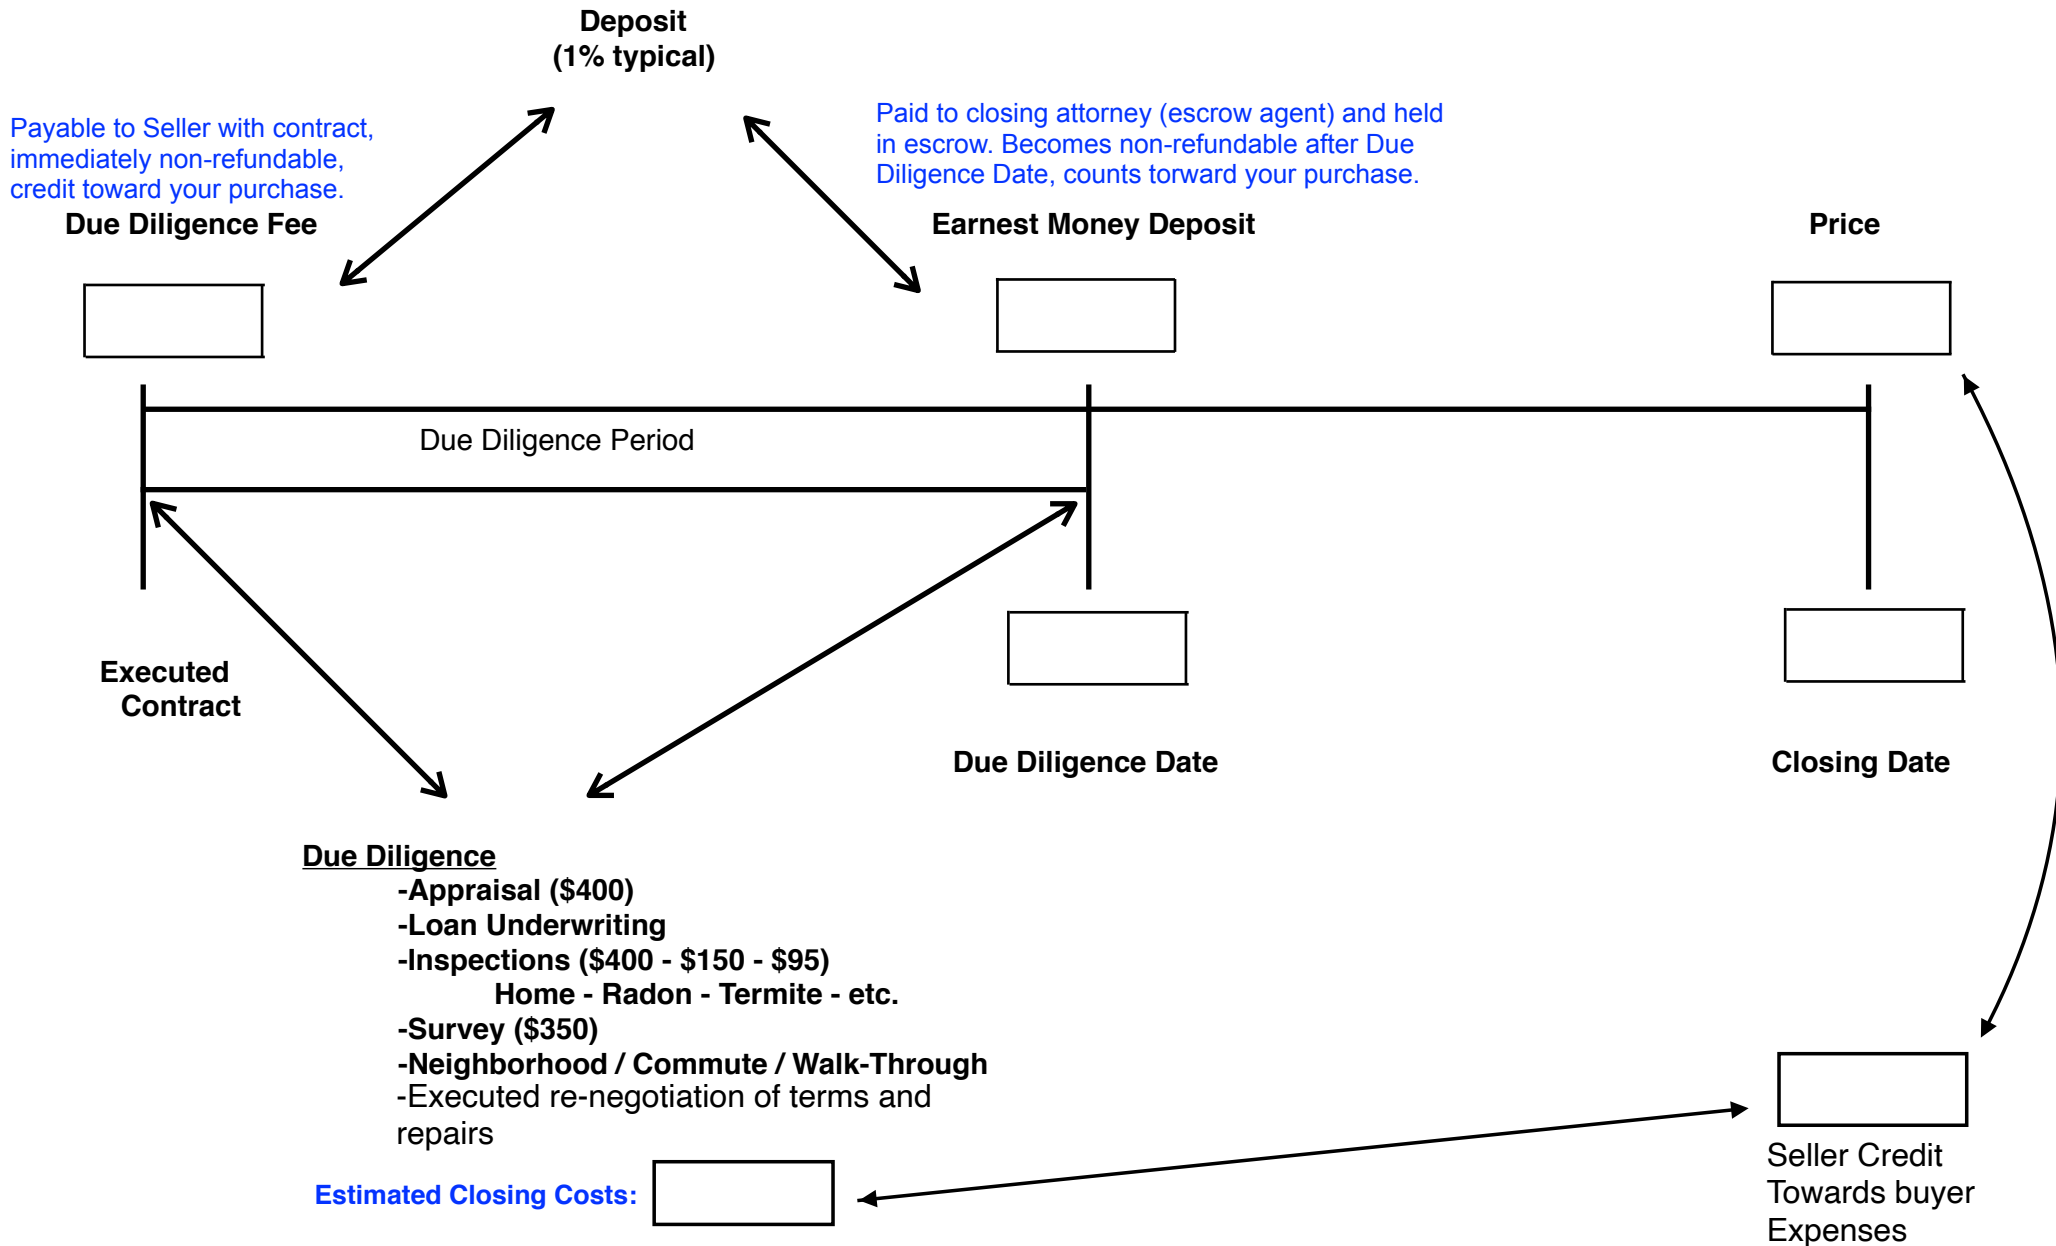 Deposit
(1% typical)
Payable to Seller with contract,
immediately non-refundable,
credit toward your purchase.
Due Diligence Fee
Paid to closing attorney (escrow agent) and held
in escrow. Becomes non-refundable after Due
Diligence Date, counts torward your purchase.
Earnest Money Deposit
Price
Due Diligence Period
Executed
Contract
Due Diligence Date
Closing Date
Due Diligence
-Appraisal ($400)
-Loan Underwriting
-Inspections ($400 - $150 - $95)
Home - Radon - Termite - etc.
-Survey ($350)
-Neighborhood / Commute / Walk-Through
-Executed re-negotiation of terms and
repairs
Estimated Closing Costs:
Seller Credit
Towards buyer
Expenses